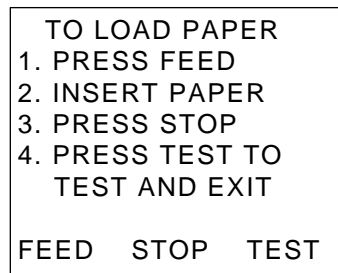 TO LOAD PAPER
1. PRESS FEED
2. INSERT PAPER
3. PRESS STOP
4. PRESS TEST TO
TEST AND EXIT
FEED STOP TEST